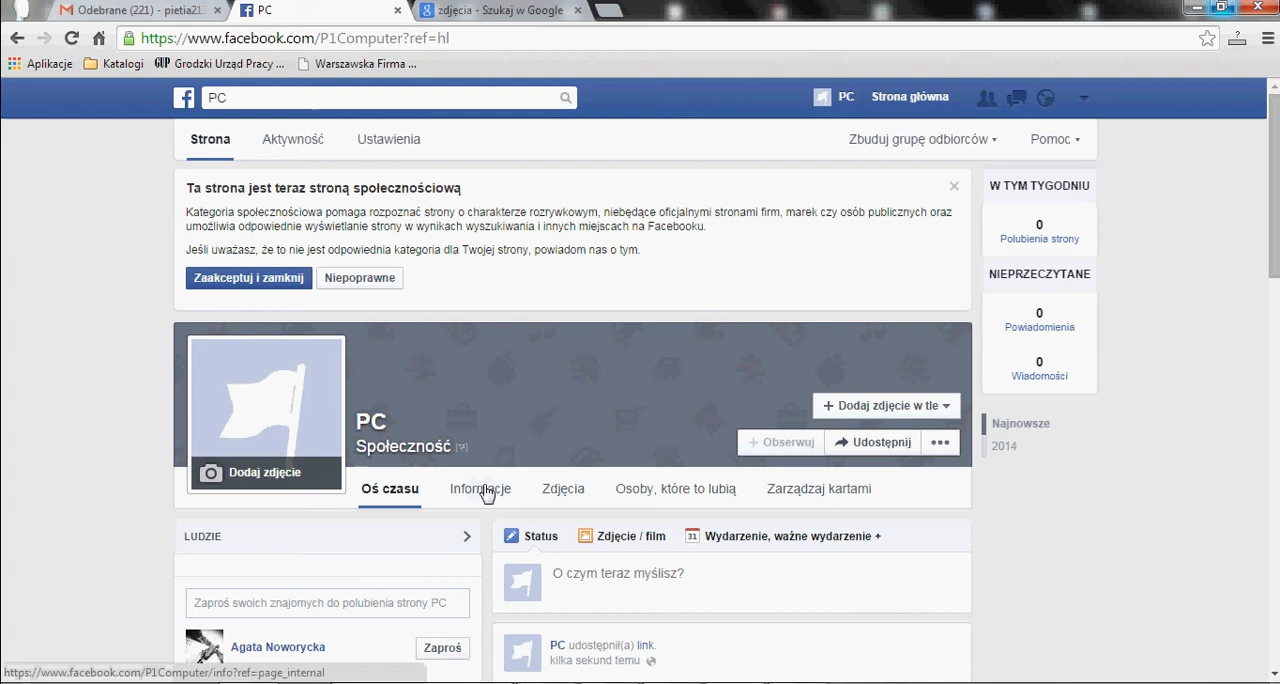 Odebrane (221) - pietia21
PC
zdjęcia - Szukaj w Google
https://www.facebook.com/P1Computer?ref=hl
Aplikacje Katalogi GUP Grodzki Urząd Pracy ... Warszawska Firma ...
PC
PC Strona główna
Strona Aktywność Ustawienia Zbuduj grupę odbiorców Pomoc
Ta strona jest teraz stroną społecznościową
Kategoria społecznościowa pomaga rozpoznać strony o charakterze rozrywkowym, niebędące oficjalnymi stronami firm, marek czy osób publicznych oraz
umożliwia odpowiednie wyświetlanie strony w wynikach wyszukiwania i innych miejscach na Facebooku.
Jeśli uważasz, że to nie jest odpowiednia kategoria dla Twojej strony, powiadom nas o tym.
Zaakceptuj i zamknij Niepoprawne
W TYM TYGODNIU
0
Polubienia strony
NIEPRZECZYTANE
0
Powiadomienia
0
Wiadomości
Najnowsze
2014
+ Dodaj zdjęcie w tle
PC
Społeczność [?]
+ Obserwuj Udostępnij
Dodaj zdjęcie
Oś czasu Informacje Zdjęcia Osoby, które to lubią Zarządzaj kartami
LUDZIE
Zaproś swoich znajomych do polubienia strony PC
Agata Noworycka Zaproś
Status Zdjęcie / film 31 Wydarzenie, ważne wydarzenie +
O czym teraz myślisz?
PC udostępnił(a) link.
kilka sekund temu
https://www.facebook.com/P1Computer/info?ref=page_internal